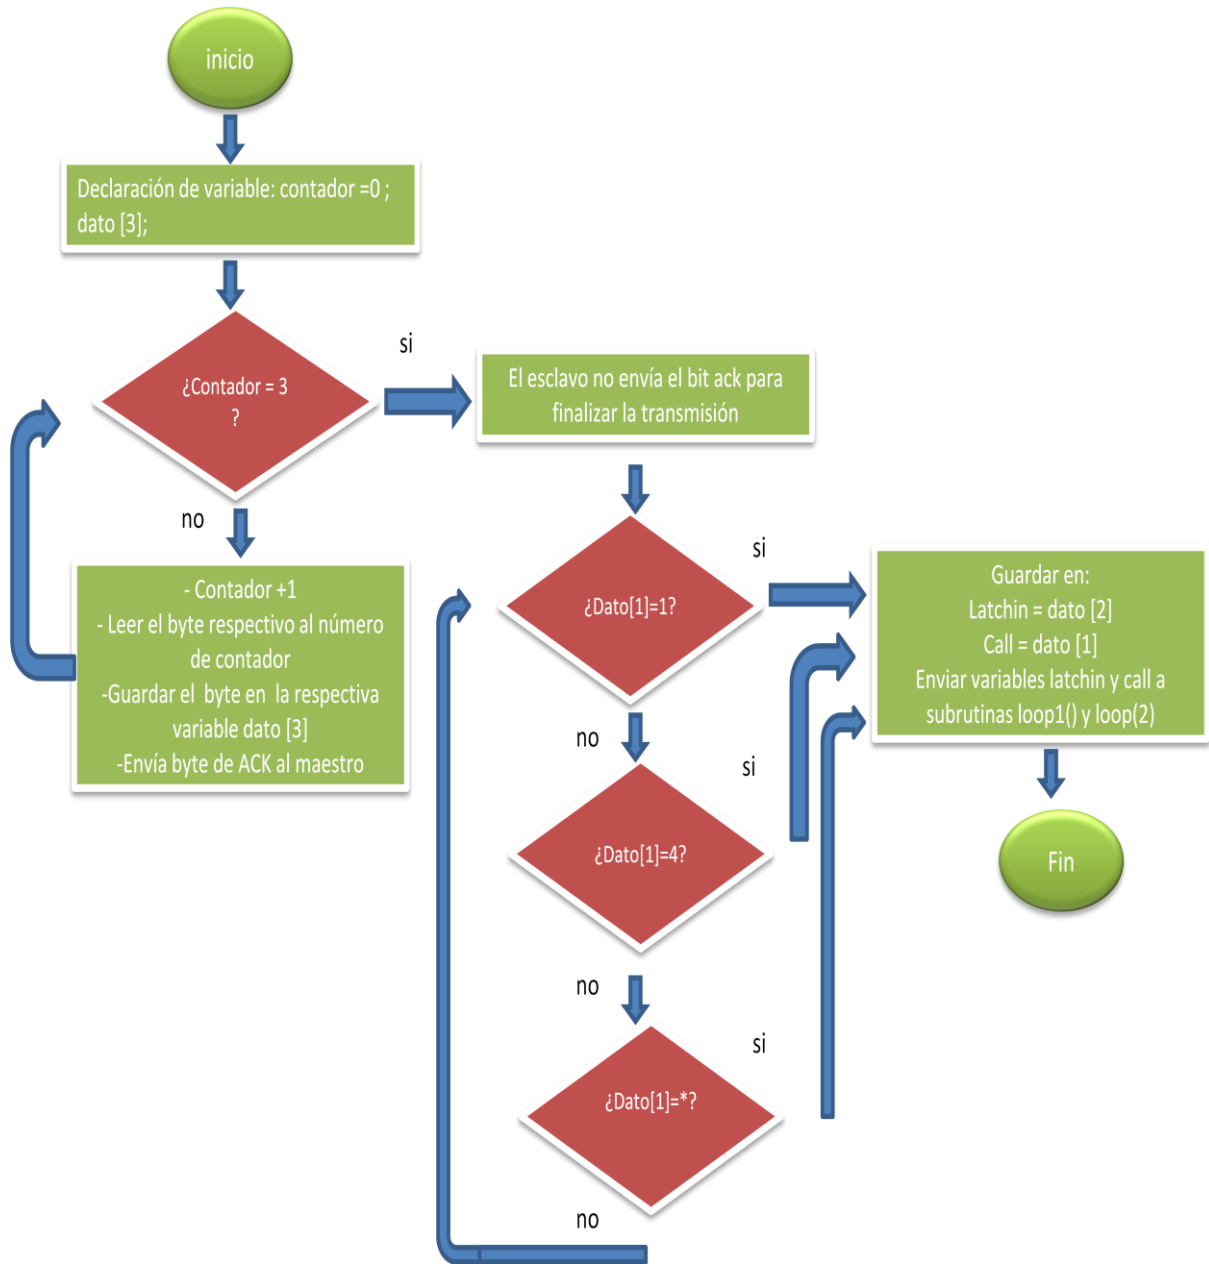 inicio
Declaración de variable: contador =0 ;
dato [3];
si
¿Contador = 3
?
El esclavo no envía el bit ack para
finalizar la transmisión
no
- Contador +1
- Leer el byte respectivo al número
de contador
-Guardar el byte en la respectiva
variable dato [3]
-Envía byte de ACK al maestro
si
¿Dato[1]=1?
Guardar en:
Latchin = dato [2]
Call = dato [1]
Enviar variables latchin y call a
subrutinas loop1() y loop(2)
no
si
¿Dato[1]=4?
Fin
no
si
¿Dato[1]=*?
no